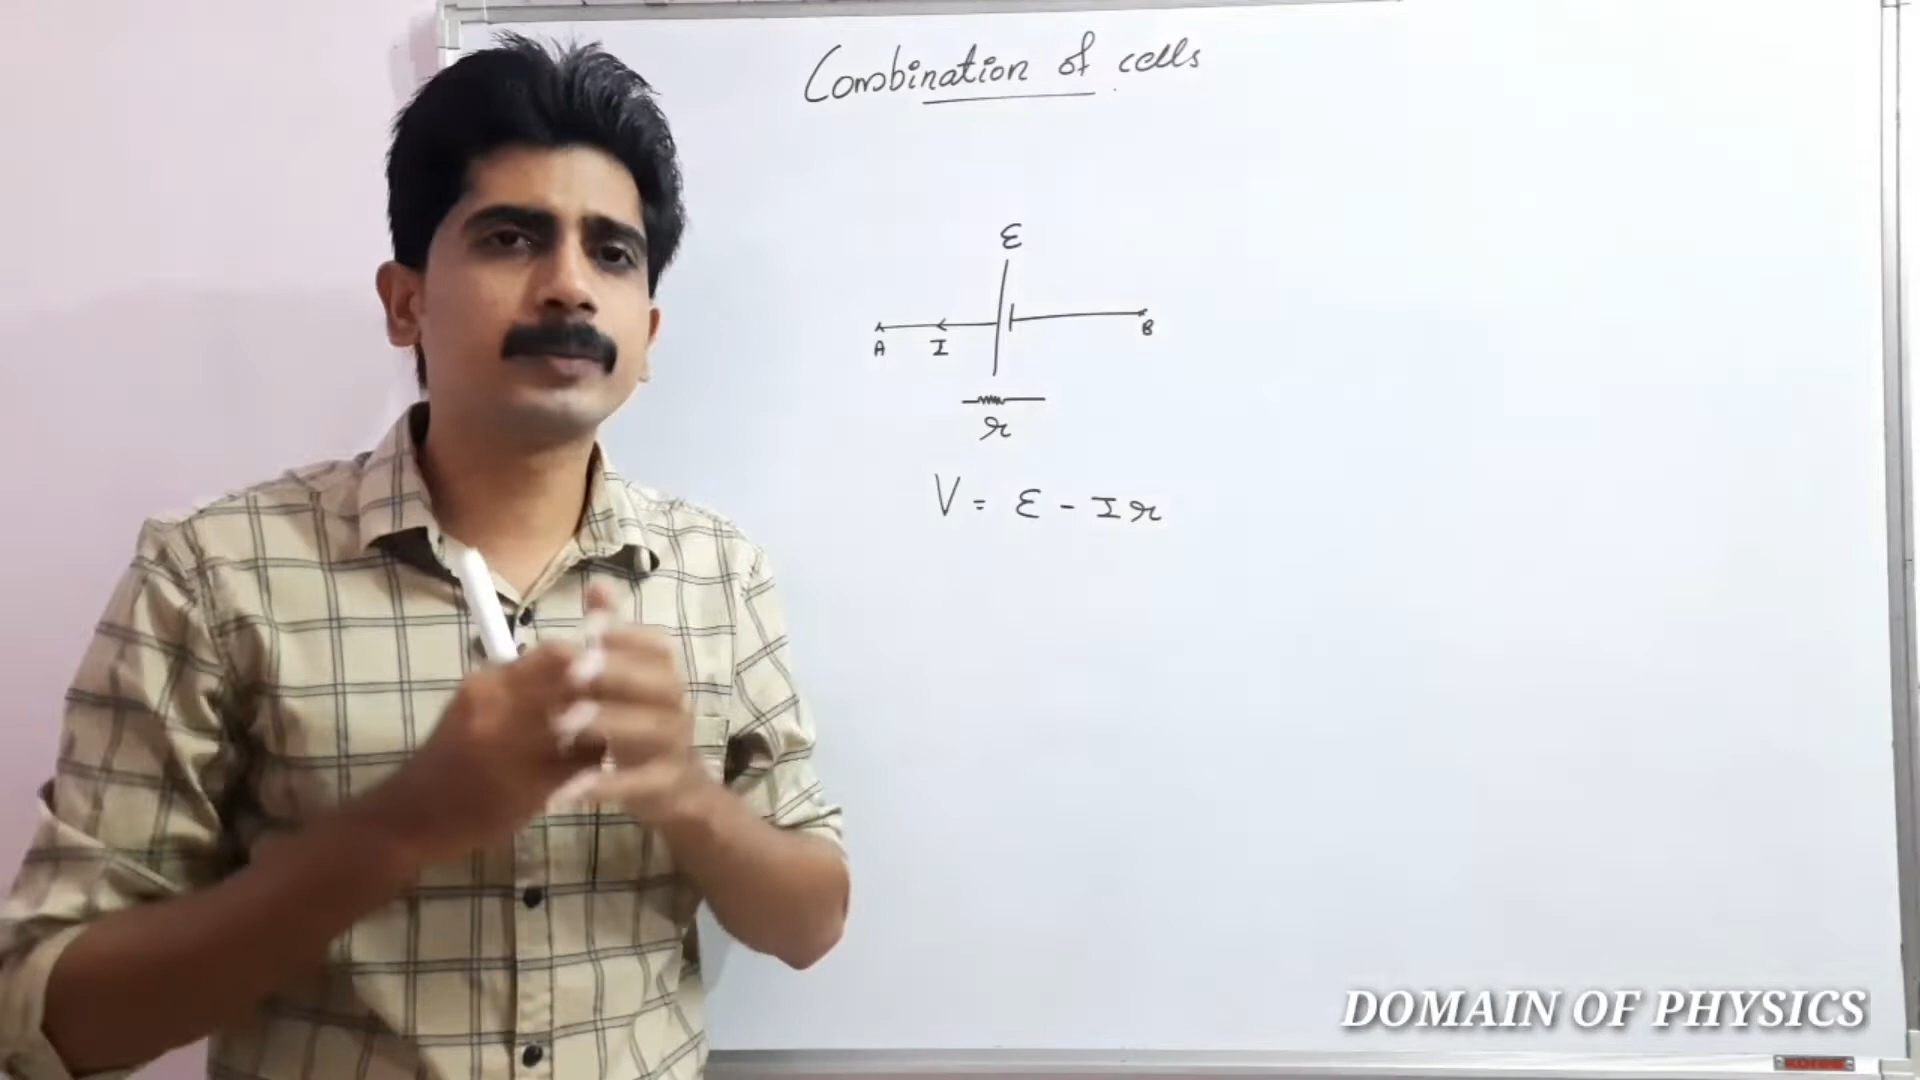 Combination of cells
ε
A I B
r
V = ε - Ir
DOMAIN OF PHYSICS